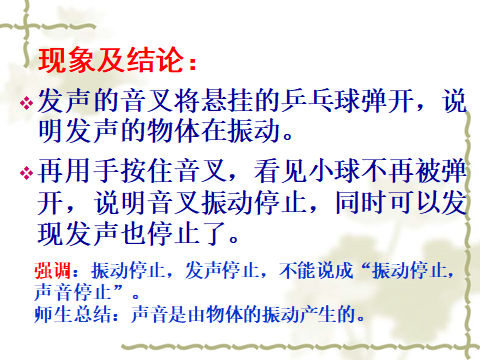 现象及结论：
发声的音叉将悬挂的乒乓球弹开，说
明发声的物体在振动。
再用手按住音叉，看见小球不再被弹
开，说明音叉振动停止，同时可以发
现发声也停止了。
强调：振动停止，发声停止，不能说成“振动停止，
声音停止”。
师生总结：声音是由物体的振动产生的。